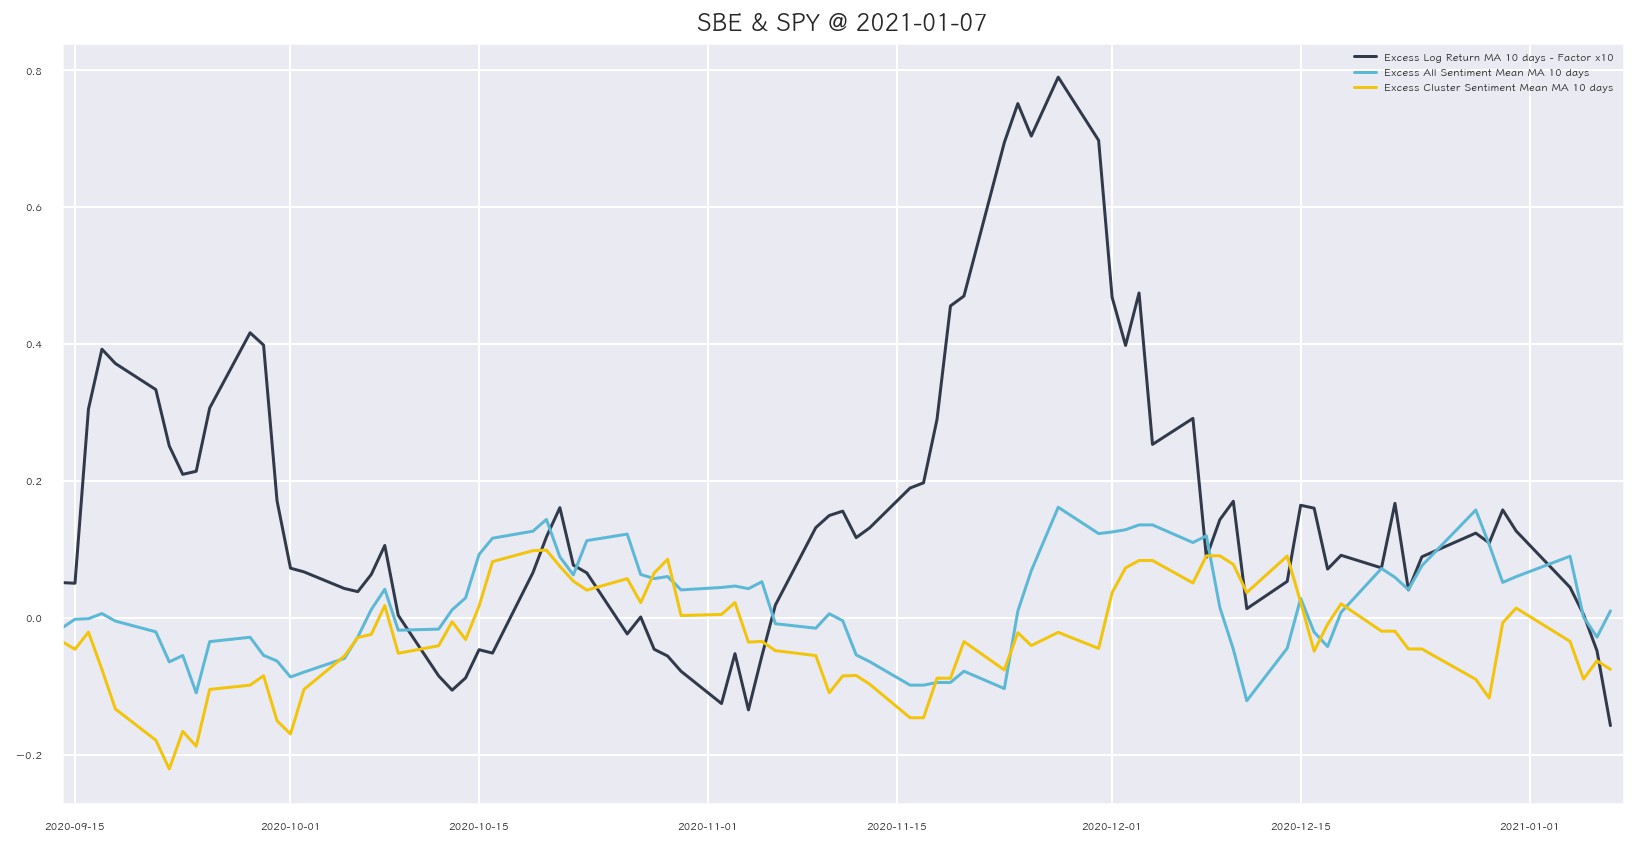 SBE & SPY @ 2021-01-07
Excess Log Return MA 10 days - Factor x10
Excess All Sentiment Mean MA 10 days
Excess Cluster Sentiment Mean MA 10 days
0.8
0.6
0.4
0.2
0.0
−0.2
2020-09-15 2020-10-01 2020-10-15 2020-11-01 2020-11-15 2020-12-01 2020-12-15 2021-01-01